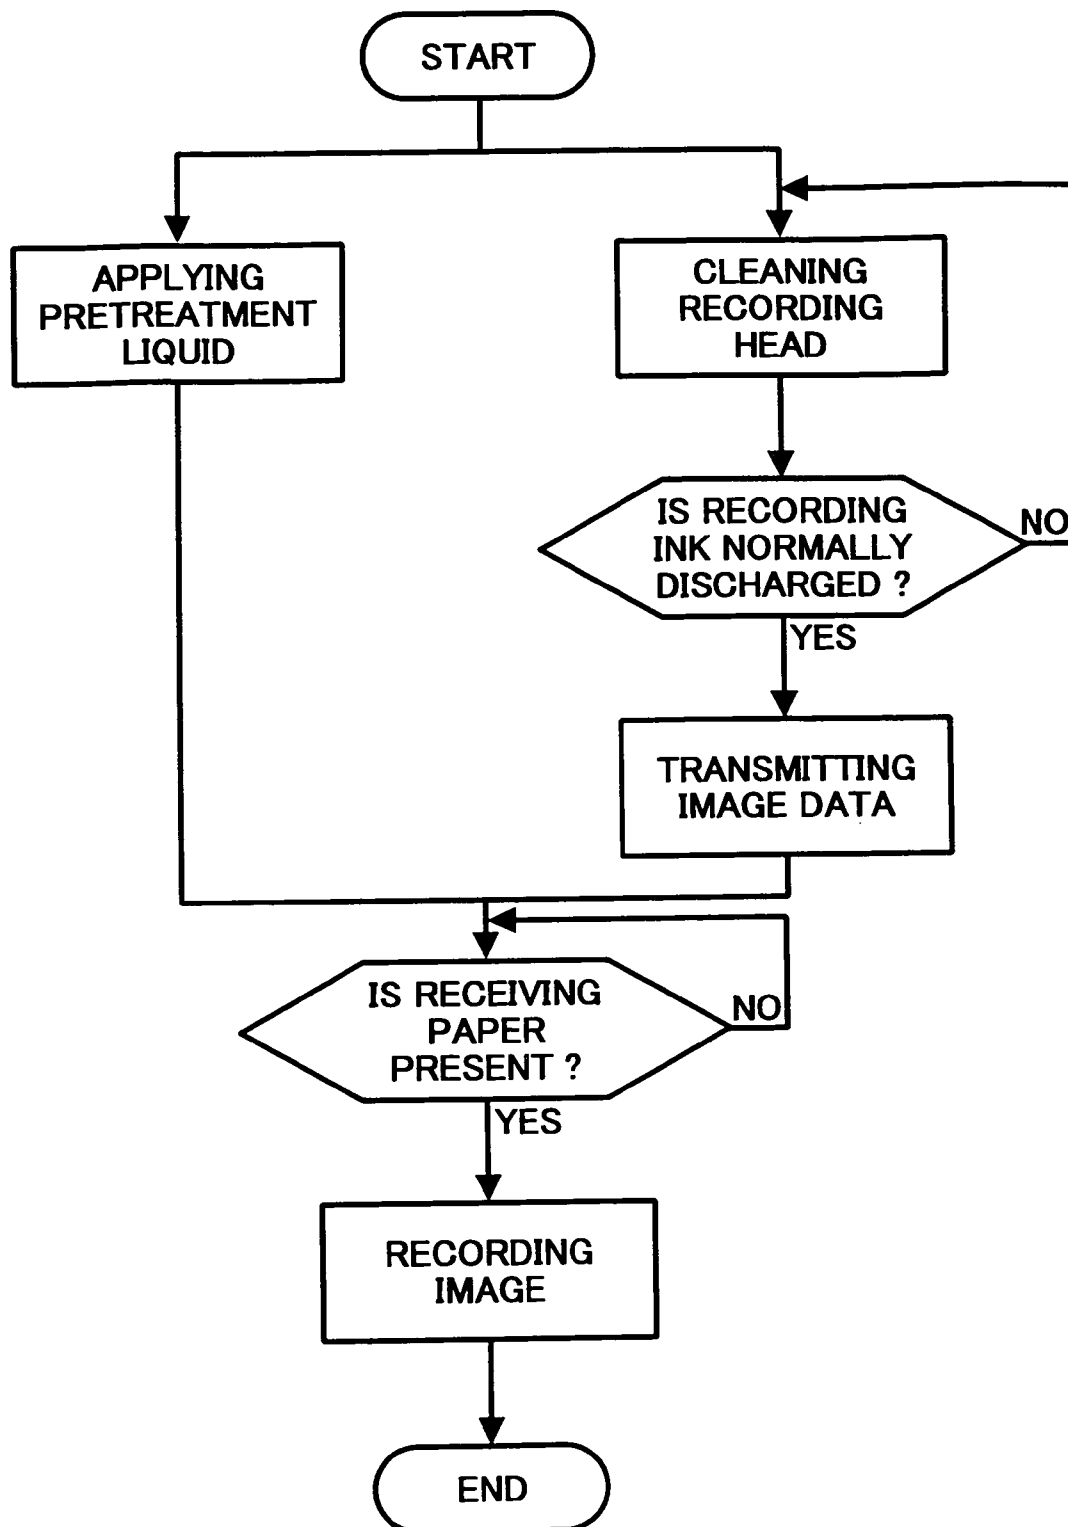 START
APPLYING
PRETREATMENT
LIQUID
CLEANING
RECORDING
HEAD
IS RECORDING
INK NORMALLY
DISCHARGED ?
NO
YES
TRANSMITTING
IMAGE DATA
IS RECEIVING
PAPER
PRESENT ?
NO
YES
RECORDING
IMAGE
END